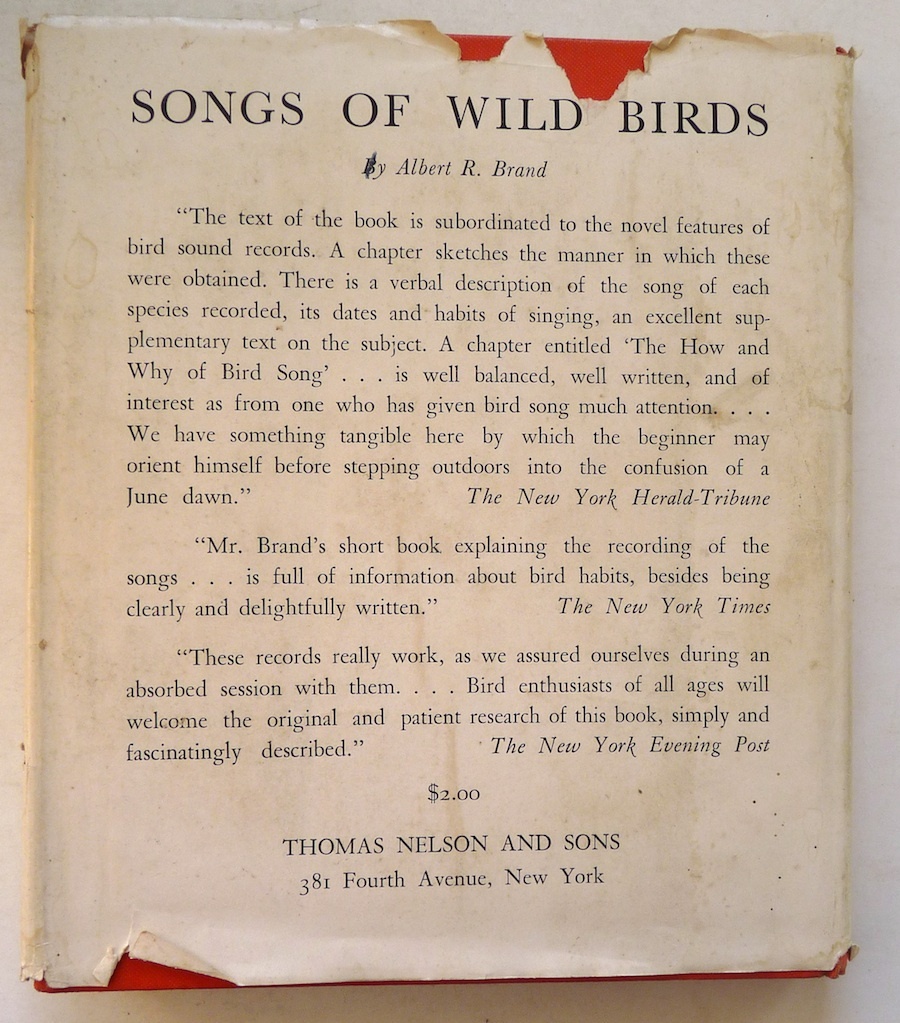 SONGS OF WILD BIRDS
By Albert R. Brand
“The text of the book is subordinated to the novel features of
bird sound records. A chapter sketches the manner in which these
were obtained. There is a verbal description of the song of each
species recorded, its dates and habits of singing, an excellent sup-
plementary text on the subject. A chapter entitled ‘The How and
Why of Bird Song’ . . . is well balanced, well written, and of
interest as from one who has given bird song much attention. . . .
We have something tangible here by which the beginner may
orient himself before stepping outdoors into the confusion of a
June dawn.” The New York Herald-Tribune
“Mr. Brand’s short book explaining the recording of the
songs . . . is full of information about bird habits, besides being
clearly and delightfully written.” The New York Times
“These records really work, as we assured ourselves during an
absorbed session with them. . . . Bird enthusiasts of all ages will
welcome the original and patient research of this book, simply and
fascinatingly described.” The New York Evening Post
$2.00
THOMAS NELSON AND SONS
381 Fourth Avenue, New York